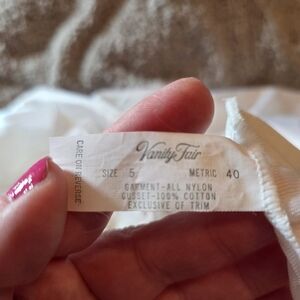 Vanity Fair
SIZE 5 METRIC 40
GARMENT-ALL NYLON
GUSSET-100% COTTON
EXCLUSIVE OF TRIM
CARE ON REVERSE